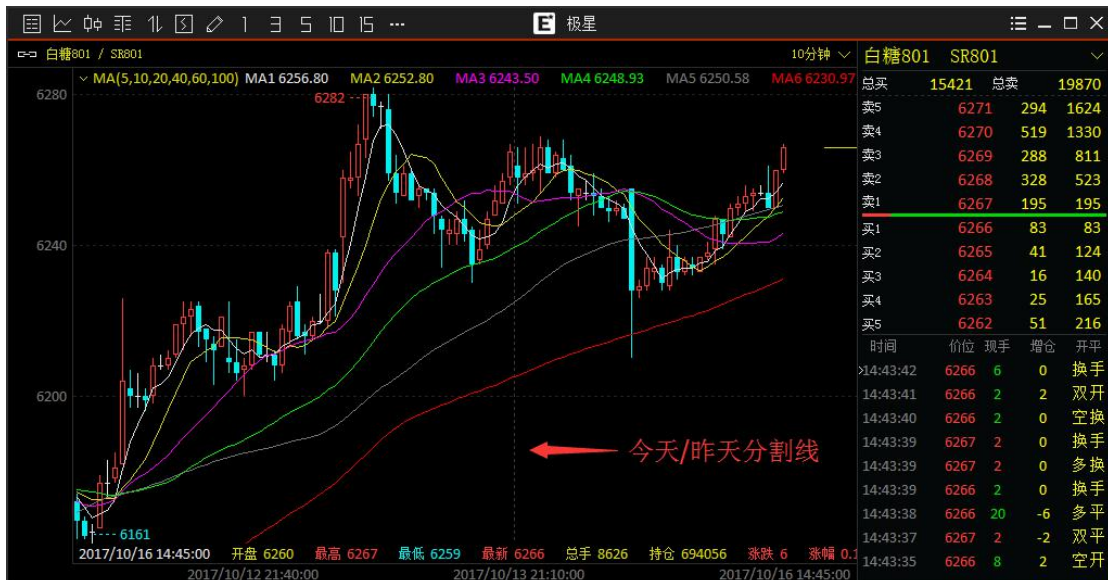 1 3 5 10 15 ... E 极星
白糖801 / SR801 10分钟
MA(5,10,20,40,60,100) MA1 6256.80 MA2 6252.80 MA3 6243.50 MA4 6248.93 MA5 6250.58 MA6 6230.97
6280
6282
6240
6200
今天/昨天分割线
6161
2017/10/16 14:45:00 开盘 6260 最高 6267 最低 6259 最新 6266 总手 8626 持仓 694056 涨跌 6 涨幅 0.1
2017/10/12 21:40:00 2017/10/13 21:10:00 2017/10/16 14:45:00
白糖801 SR801
总买 15421 总卖 19870
卖5 6271 294 1624
卖4 6270 519 1330
卖3 6269 288 811
卖2 6268 328 523
卖1 6267 195 195
买1 6266 83 83
买2 6265 41 124
买3 6264 16 140
买4 6263 25 165
买5 6262 51 216
时间 价位 现手 增仓 开平
14:43:42 6266 6 0 换手
14:43:41 6266 2 2 双开
14:43:40 6266 2 0 空换
14:43:39 6267 2 0 换手
14:43:39 6267 2 0 多换
14:43:39 6266 2 0 换手
14:43:38 6266 20 -6 多平
14:43:37 6267 2 -2 双平
14:43:35 6266 8 2 空开